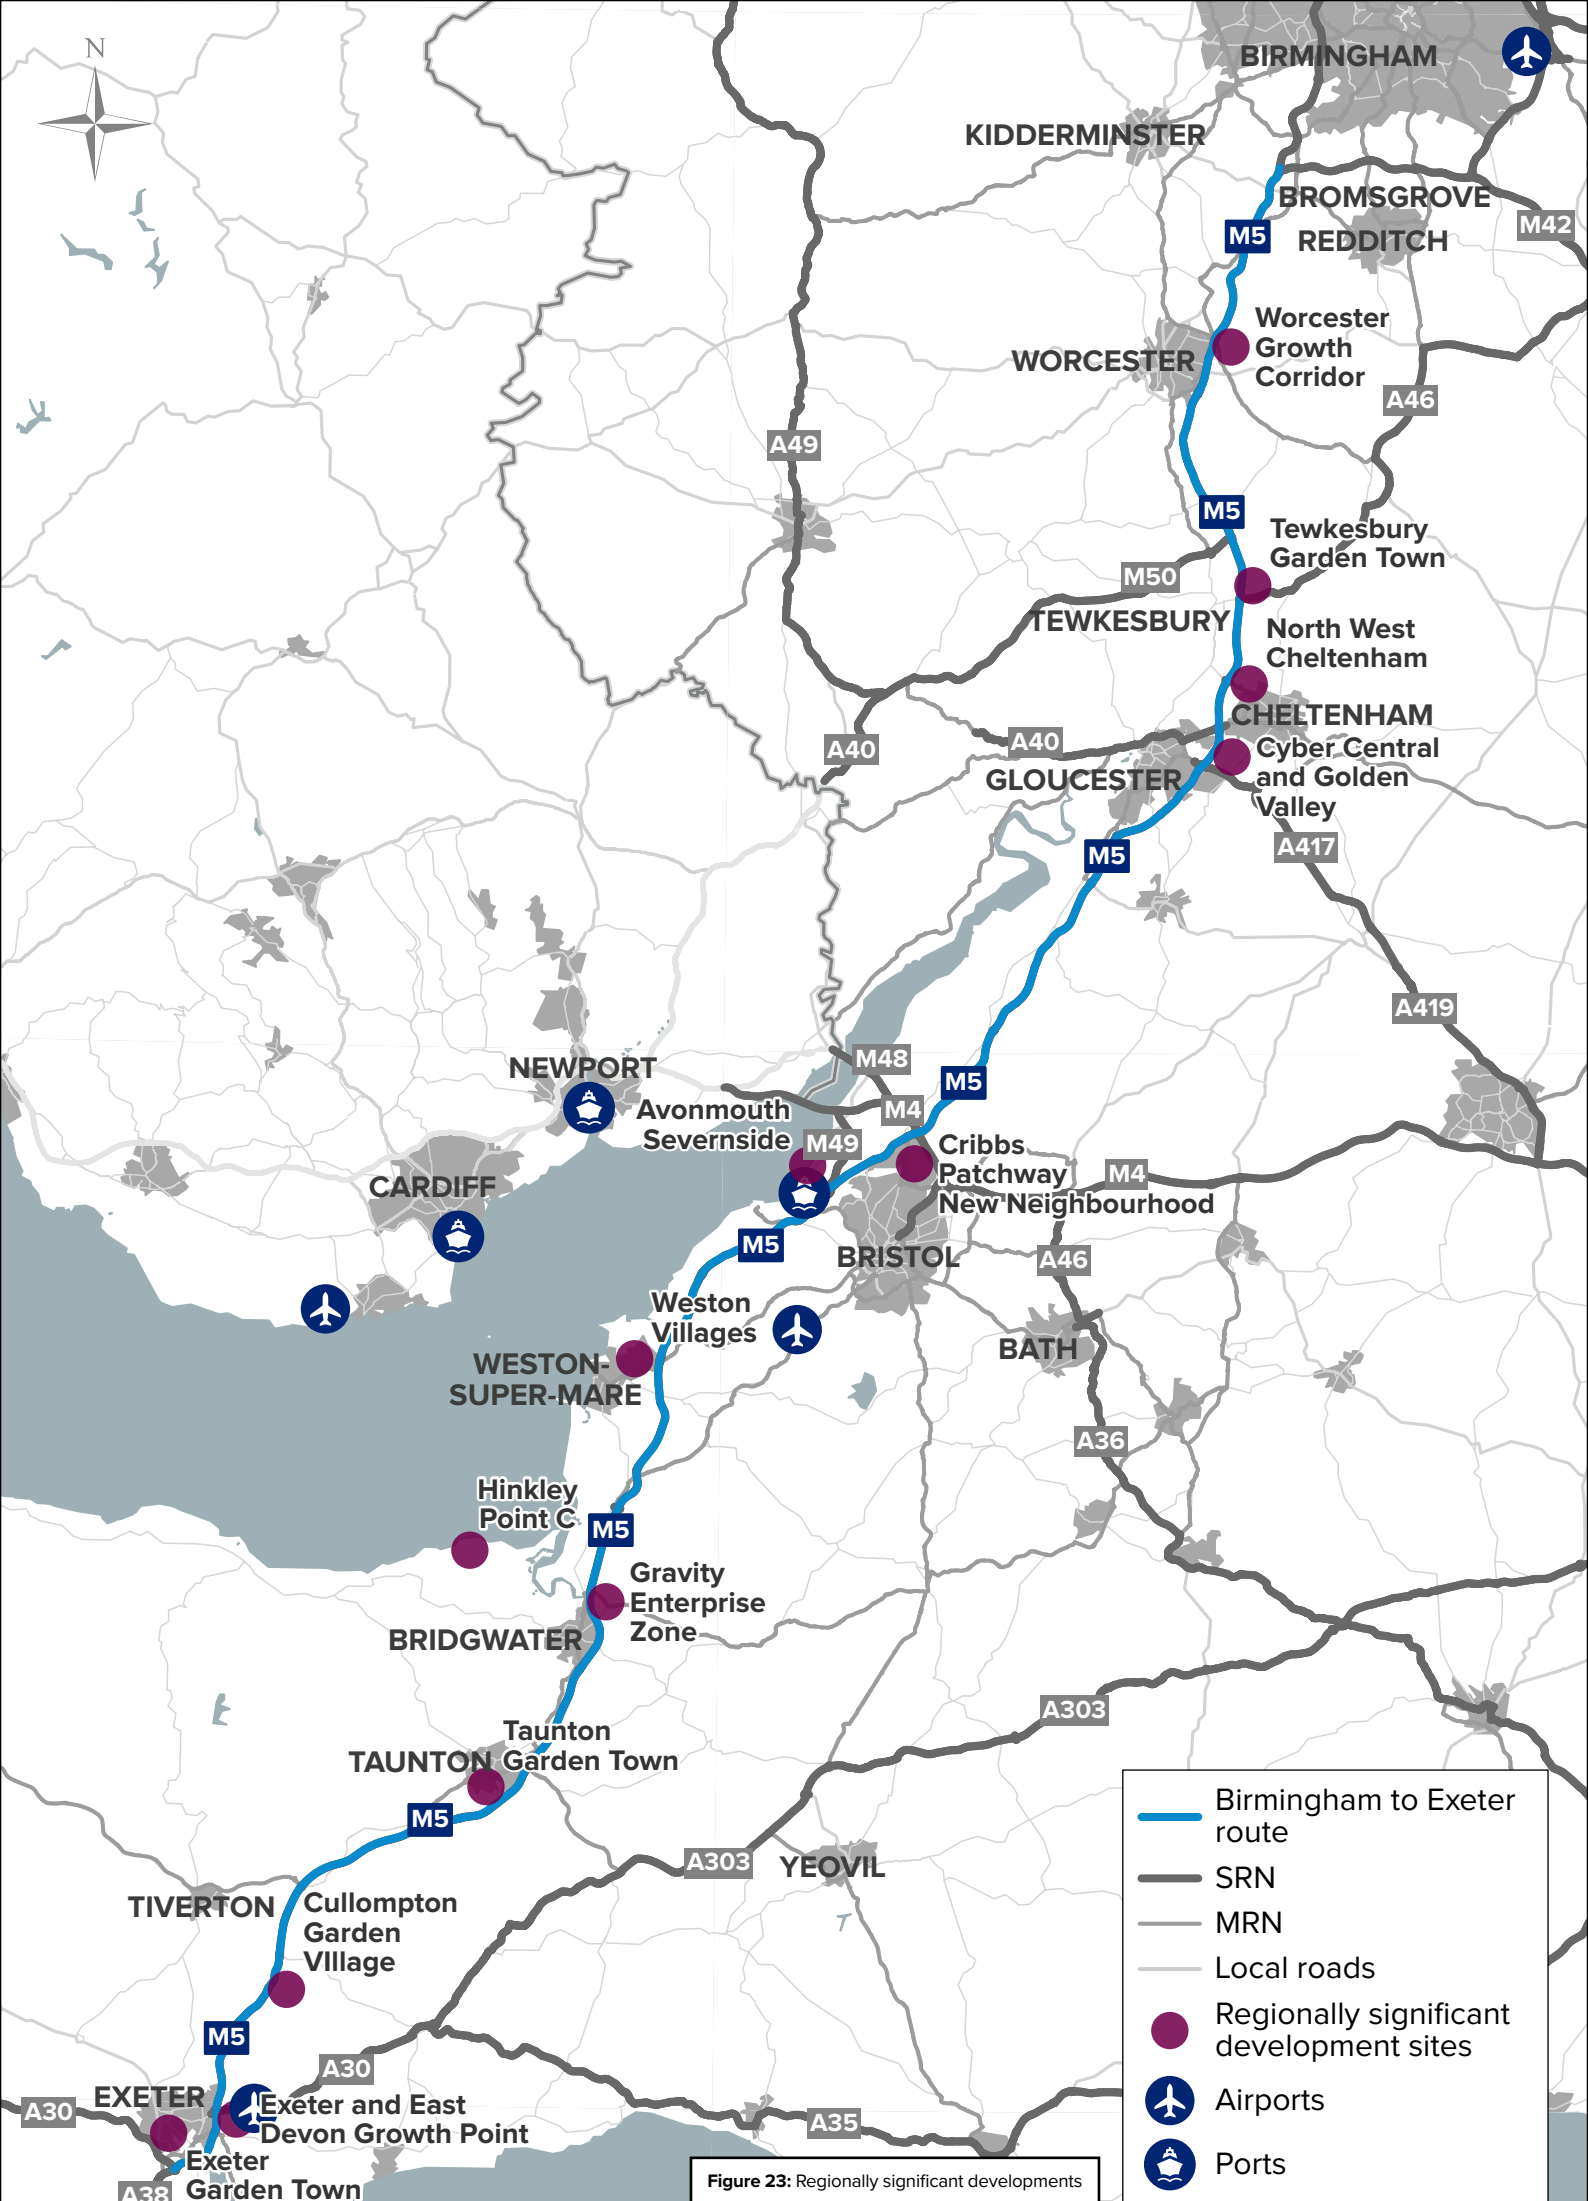 N
BIRMINGHAM
KIDDERMINSTER
BROMSGROVE
M42
M5
REDDITCH
Worcester
Growth
Corridor
WORCESTER
A46
A49
M5
Tewkesbury
Garden Town
M50
TEWKESBURY
North West
Cheltenham
CHELTENHAM
A40
A40
Cyber Central
and Golden
Valley
GLOUCESTER
A417
M5
A419
M48
NEWPORT
M5
Avonmouth
Severnside
M4
M49
Cribbs
Patchway
New Neighbourhood
M4
CARDIFF
M5
BRISTOL
A46
Weston
Villages
BATH
WESTON-
SUPER-MARE
A36
Hinkley
Point C
M5
Gravity
Enterprise
Zone
BRIDGWATER
A303
Taunton
Garden Town
TAUNTON
M5
A303
YEOVIL
TIVERTON
Cullompton
Garden
VIllage
M5
A30
EXETER
A30
Exeter and East
Devon Growth Point
A35
Exeter
Garden Town
A38
Birmingham to Exeter
route
SRN
MRN
Local roads
Regionally significant
development sites
Airports
Ports
Figure 23: Regionally significant developments